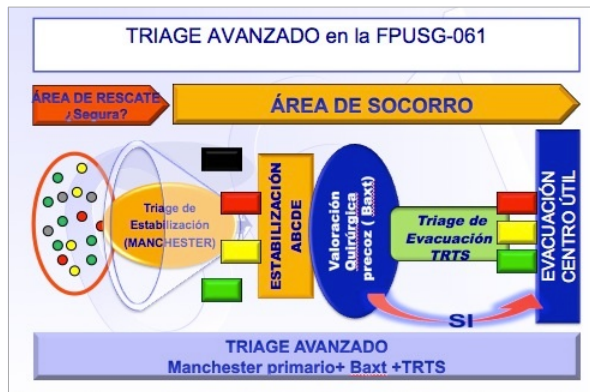 TRIAGE AVANZADO en la FPUSG-061
ÁREA DE RESCATE
¿Segura?
ÁREA DE SOCORRO
Triage de
Estabilización
(MANCHESTER)
ESTABILIZACIÓN
ABCDE
Valoración
Quirúrgica
precoz ( Baxt)
Triage de
Evacuación
TRTS
EVACUACIÓN
CENTRO ÚTIL
SI
TRIAGE AVANZADO
Manchester primario+ Baxt +TRTS